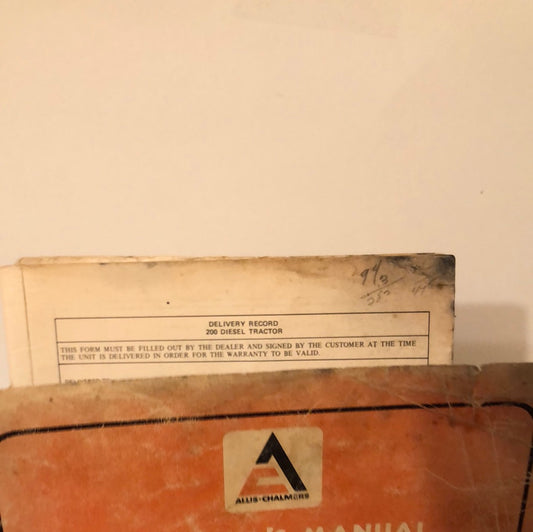 DELIVERY RECORD
200 DIESEL TRACTOR
THIS FORM MUST BE FILLED OUT BY THE DEALER AND SIGNED BY THE CUSTOMER AT THE TIME
THE UNIT IS DELIVERED IN ORDER FOR THE WARRANTY TO BE VALID.
ALLIS-CHALMERS
MANUAL